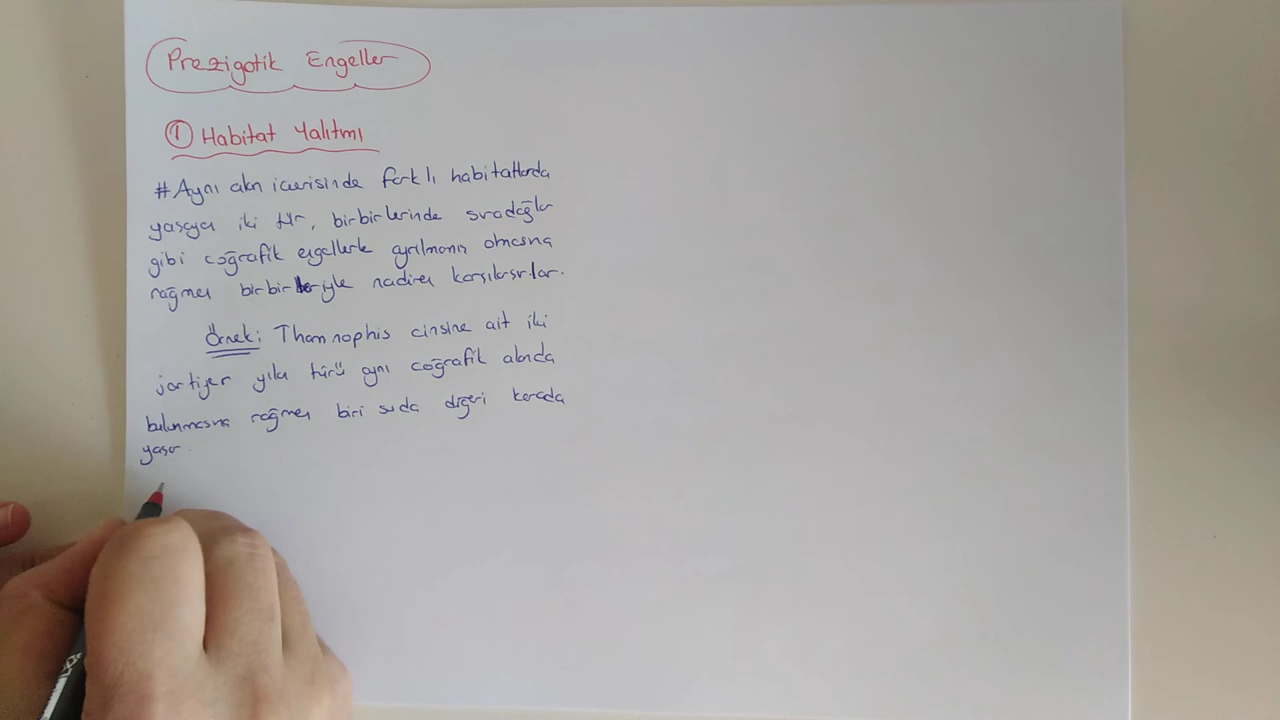 Prezigotik Engeller
① Habitat Yalıtımı
#Aynı alan içerisinde farklı habitatlarda
yaşayan iki tür, birbirlerinde sıradağlar
gibi coğrafik engellerle ayrılmamış olmasına
rağmen birbirleriyle nadiren karşılaşırlar.
Örnek: Thamnophis cinsine ait iki
jartiyer yılan türü aynı coğrafik alanda
bulunmasına rağmen biri suda diğeri karada
yaşar.